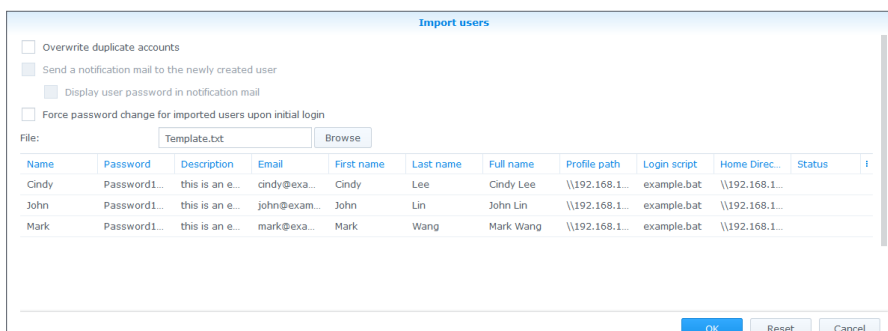 Import users
Overwrite duplicate accounts
Send a notification mail to the newly created user
Display user password in notification mail
Force password change for imported users upon initial login
File: Template.txt Browse
Name Password Description Email First name Last name Full name Profile path Login script Home Direc... Status
Cindy Password1... this is an e... cindy@exa... Cindy Lee Cindy Lee \\192.168.1... example.bat \\192.168.1...
John Password1... this is an e... john@exam... John Lin John Lin \\192.168.1... example.bat \\192.168.1...
Mark Password1... this is an e... mark@exa... Mark Wang Mark Wang \\192.168.1... example.bat \\192.168.1...
OK Reset Cancel